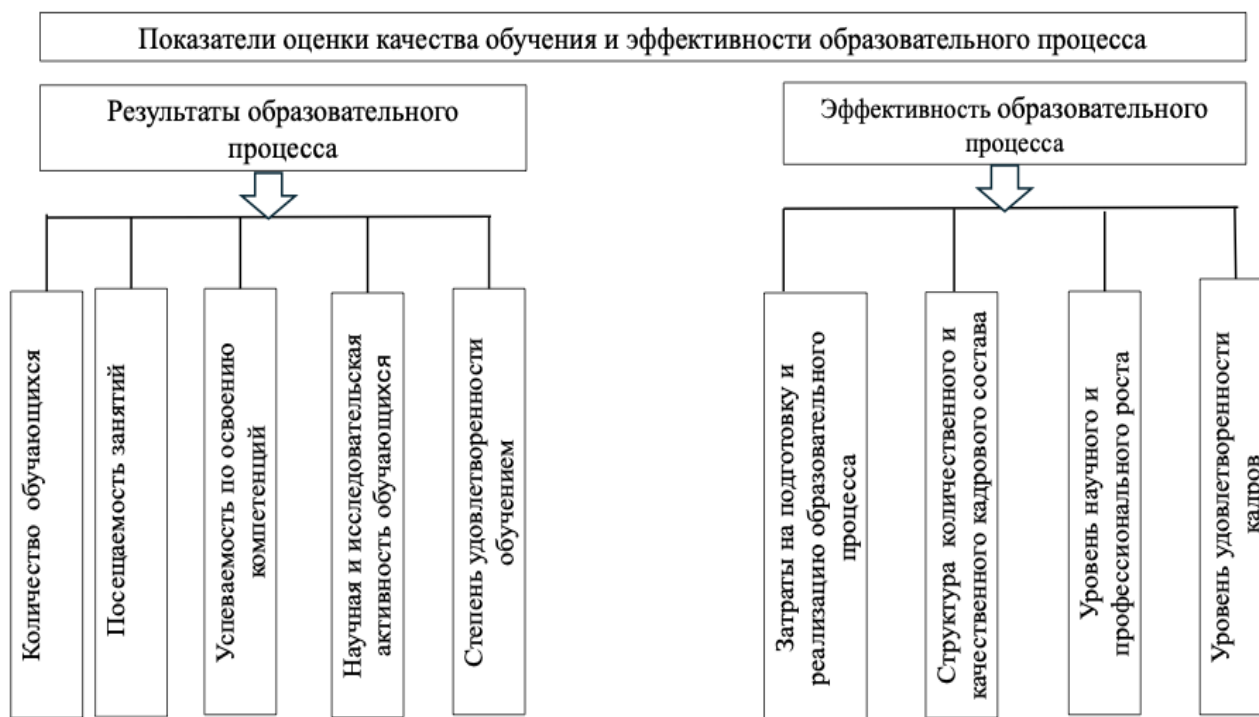 Показатели оценки качества обучения и эффективности образовательного процесса
Результаты образовательного
процесса
Эффективность образовательного
процесса
Количество обучающихся
Посещаемость занятий
Успеваемость по освоению
компетенций
Научная и исследовательская
активность обучающихся
Степень удовлетворенности
обучением
Затраты на подготовку и
реализацию образовательного
процесса
Структура количественного и
качественного кадрового состава
Уровень научного и
профессионального роста
Уровень удовлетворенности
кадров